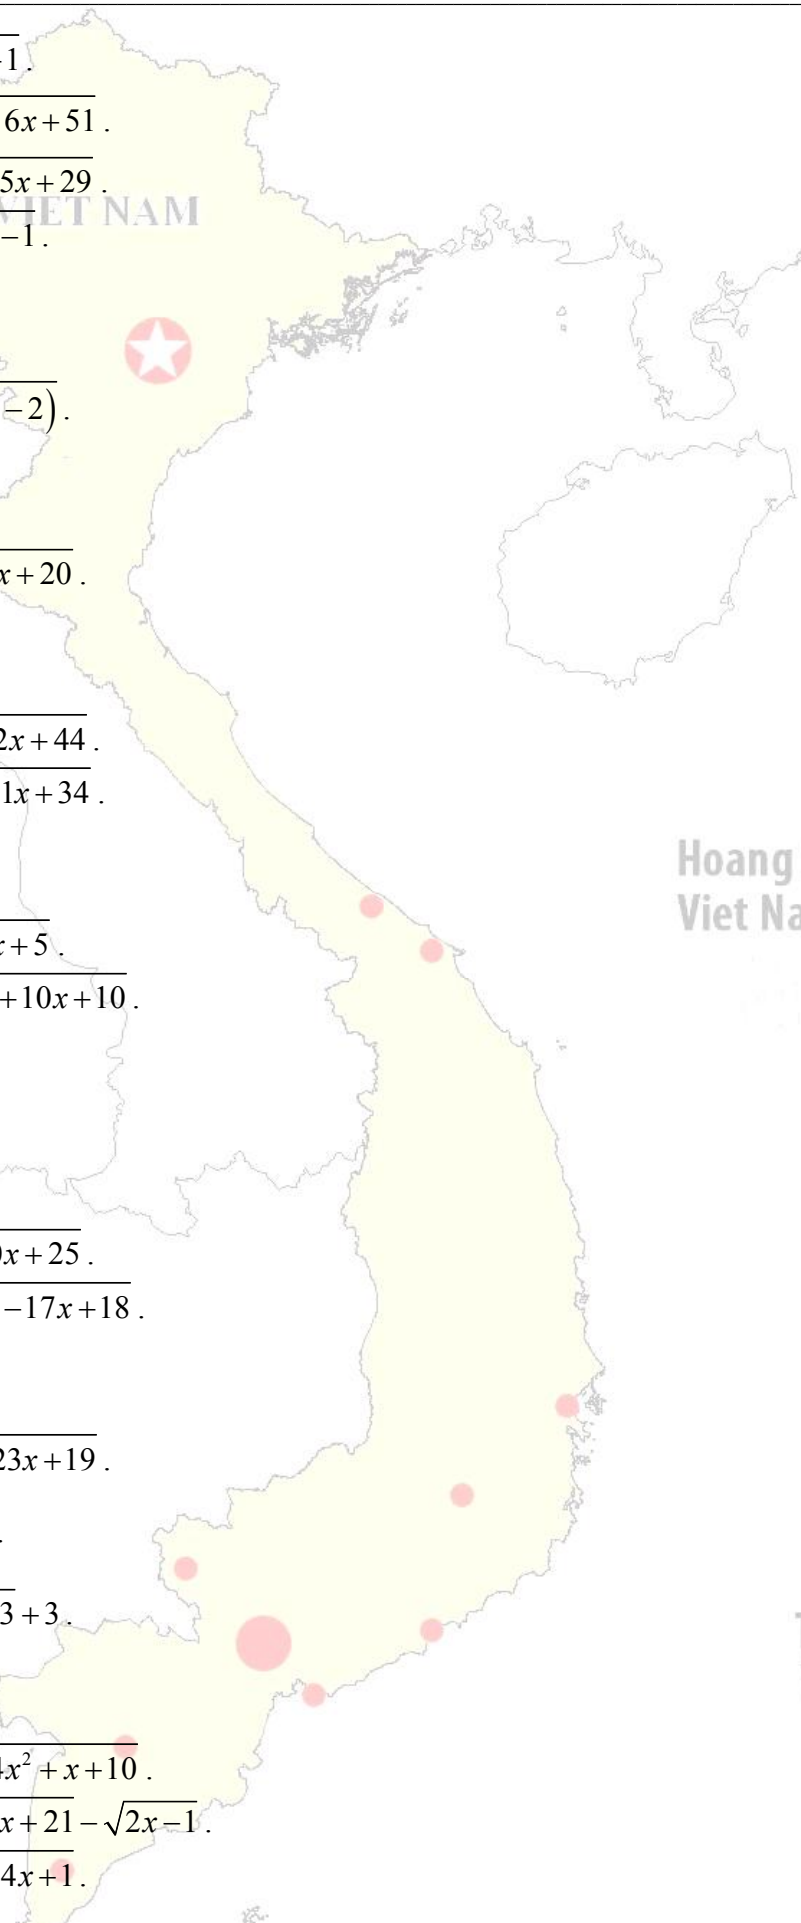 1.
6x+51.
5x+29.
VIET NAM
−1.
−2).
x+20.
2x+44.
1x+34.
Hoang
Viet Na
x+5.
+10x+10.
x+25.
−17x+18.
23x+19.
.
3+3.
4x²+x+10.
x+21−√(2x−1).
4x+1.